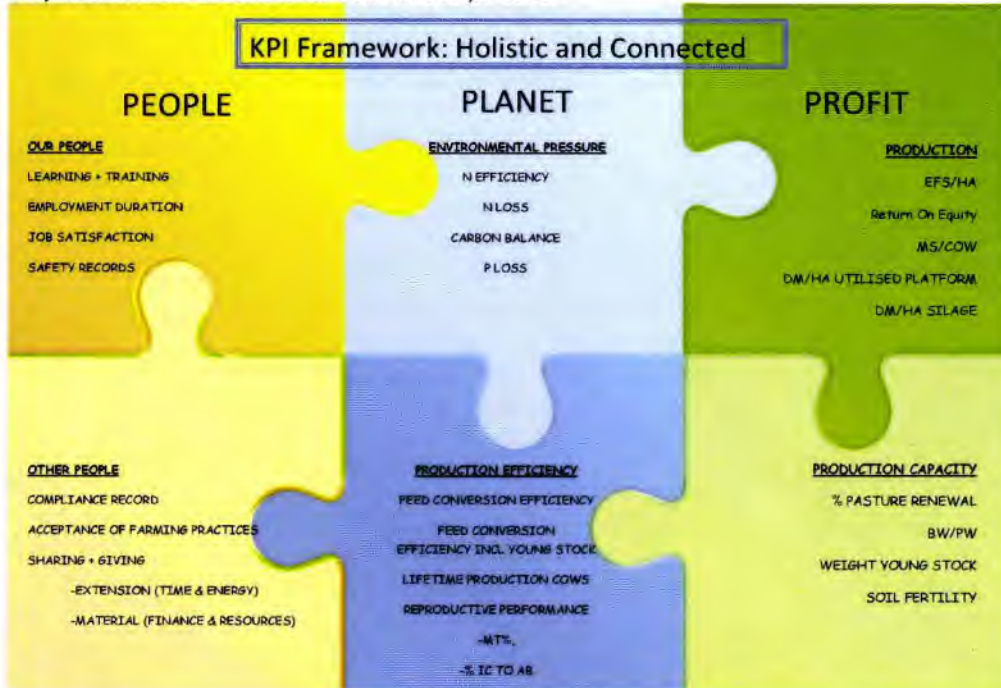 KPI Framework: Holistic and Connected
PEOPLE
OUR PEOPLE
LEARNING + TRAINING
EMPLOYMENT DURATION
JOB SATISFACTION
SAFETY RECORDS
PLANET
ENVIRONMENTAL PRESSURE
N EFFICIENCY
N LOSS
CARBON BALANCE
P LOSS
PROFIT
PRODUCTION
EFS/HA
Return On Equity
MS/COW
DM/HA UTILISED PLATFORM
DM/HA SILAGE
OTHER PEOPLE
COMPLIANCE RECORD
ACCEPTANCE OF FARMING PRACTICES
SHARING + GIVING
-EXTENSION (TIME & ENERGY)
-MATERIAL (FINANCE & RESOURCES)
PRODUCTION EFFICIENCY
FEED CONVERSION EFFICIENCY
FEED CONVERSION
EFFICIENCY INCL YOUNG STOCK
LIFETIME PRODUCTION COWS
REPRODUCTIVE PERFORMANCE
-MT%,
-% IC TO AB
PRODUCTION CAPACITY
% PASTURE RENEWAL
BW/PW
WEIGHT YOUNG STOCK
SOIL FERTILITY